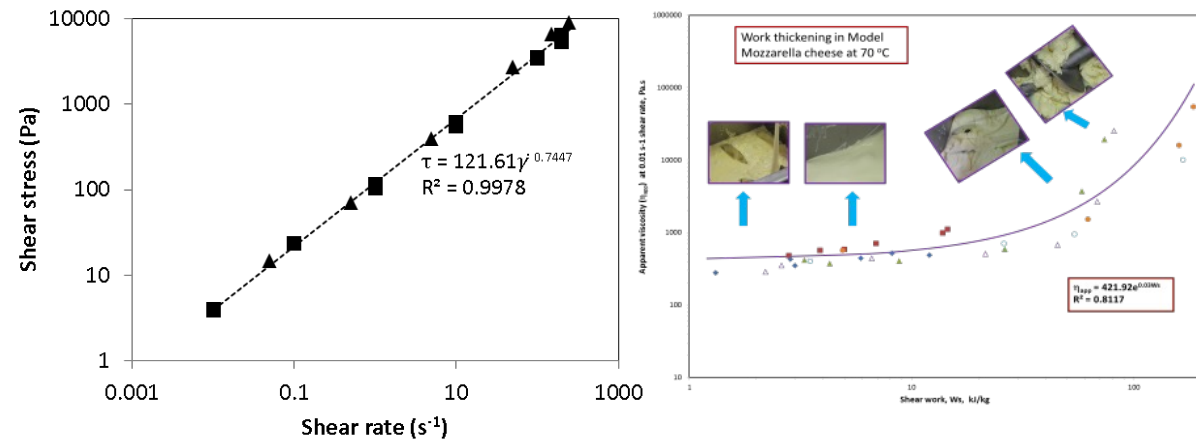 10000
1000
100
10
1
0.001
0.1
10
1000
Shear stress (Pa)
Shear rate (s⁻¹)
τ = 121.61γ̇ ⁰·⁷⁴⁴⁷
R² = 0.9978
1000000
100000
10000
1000
100
10
1
10
100
Apparent viscosity (ηapp) at 0.01 s-1 shear rate, Pa.s
Shear work, Ws, kJ/kg
Work thickening in Model
Mozzarella cheese at 70 °C
ηapp = 421.92e^0.03Ws
R² = 0.8117